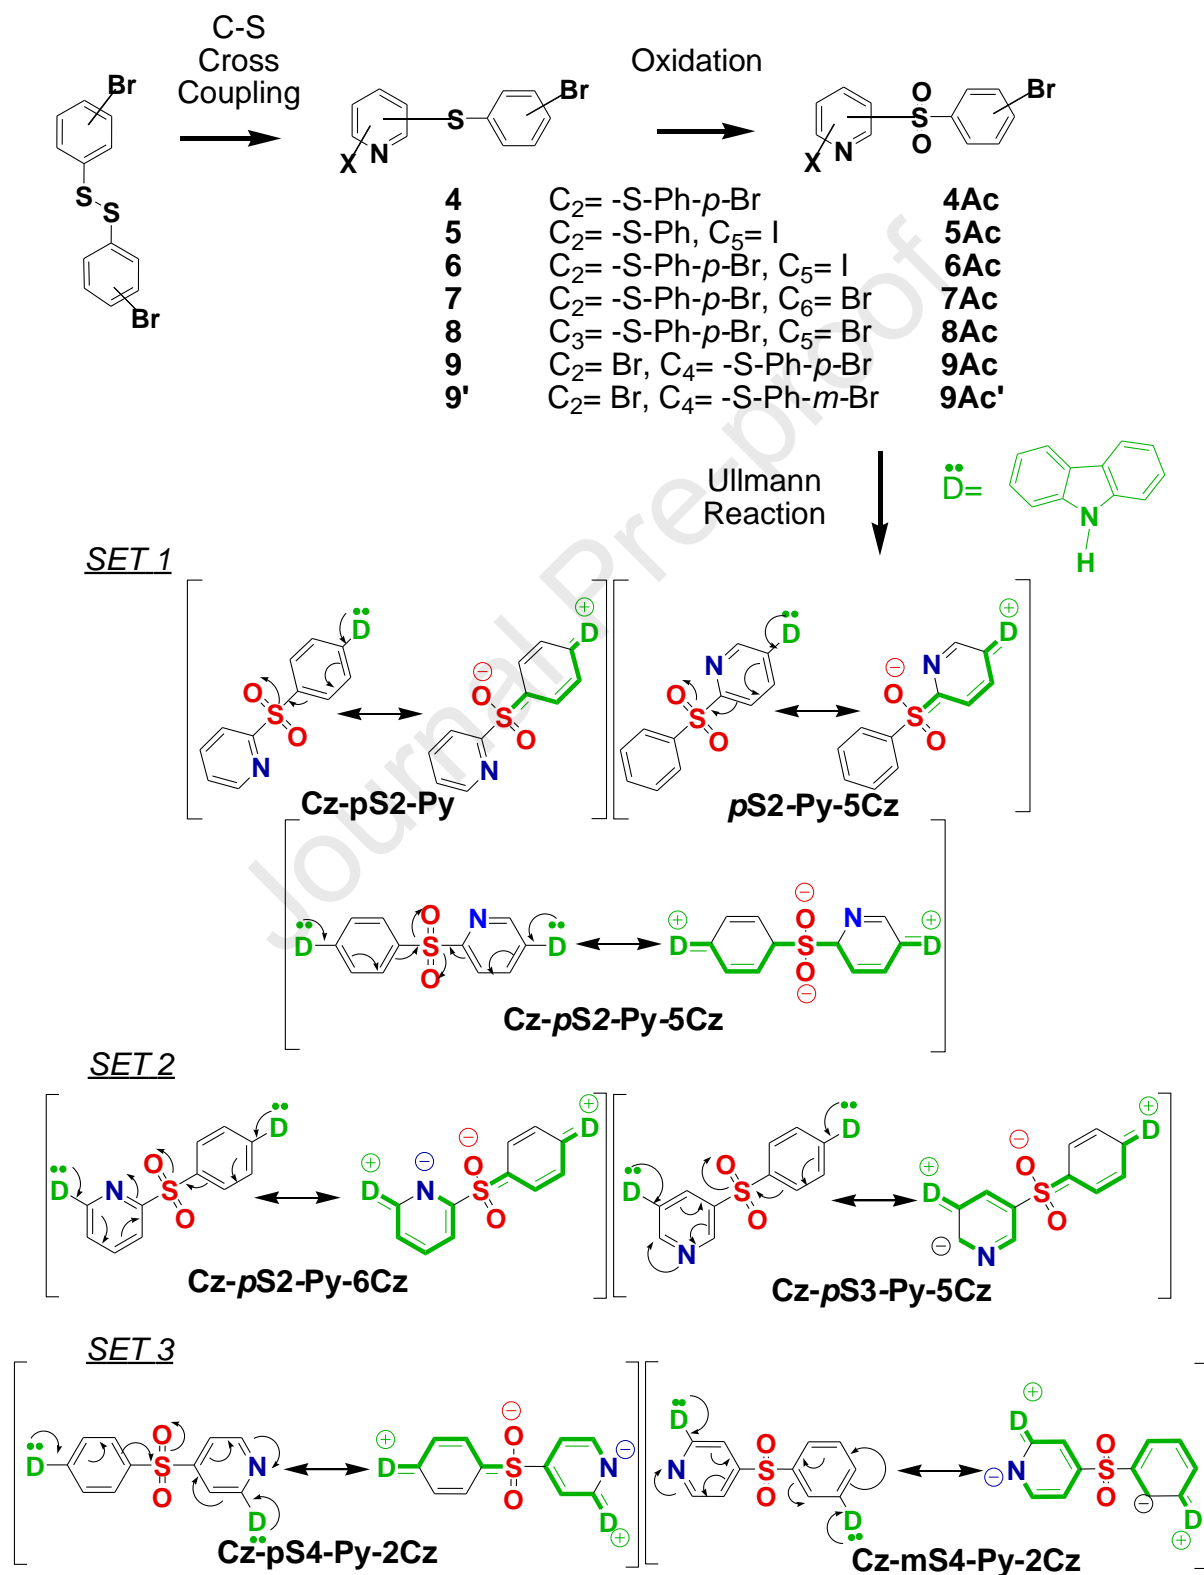 C-S
Cross
Coupling
Oxidation
Br
S
S
Br
X
N
S
Br
X
N
O
S
O
Br
4 C2= -S-Ph-p-Br 4Ac
5 C2= -S-Ph, C5= I 5Ac
6 C2= -S-Ph-p-Br, C5= I 6Ac
7 C2= -S-Ph-p-Br, C6= Br 7Ac
8 C3= -S-Ph-p-Br, C5= Br 8Ac
9 C2= Br, C4= -S-Ph-p-Br 9Ac
9' C2= Br, C4= -S-Ph-m-Br 9Ac'
Ullmann
Reaction
D=
N
H
Journal Pre-proof
SET 1
D
O
S
O
N
D
O
S
O
N
Cz-pS2-Py
D
N
O
S
O
D
N
O
S
O
pS2-Py-5Cz
D
O
S
O
N
D
D
O
S
O
N
D
Cz-pS2-Py-5Cz
SET 2
D
N
O
S
O
D
D
N
O
S
O
D
Cz-pS2-Py-6Cz
D
N
O
S
O
D
D
N
O
S
O
D
Cz-pS3-Py-5Cz
SET 3
D
O
S
O
N
D
D
O
S
O
N
D
Cz-pS4-Py-2Cz
D
N
O
S
O
D
D
N
O
S
O
D
Cz-mS4-Py-2Cz